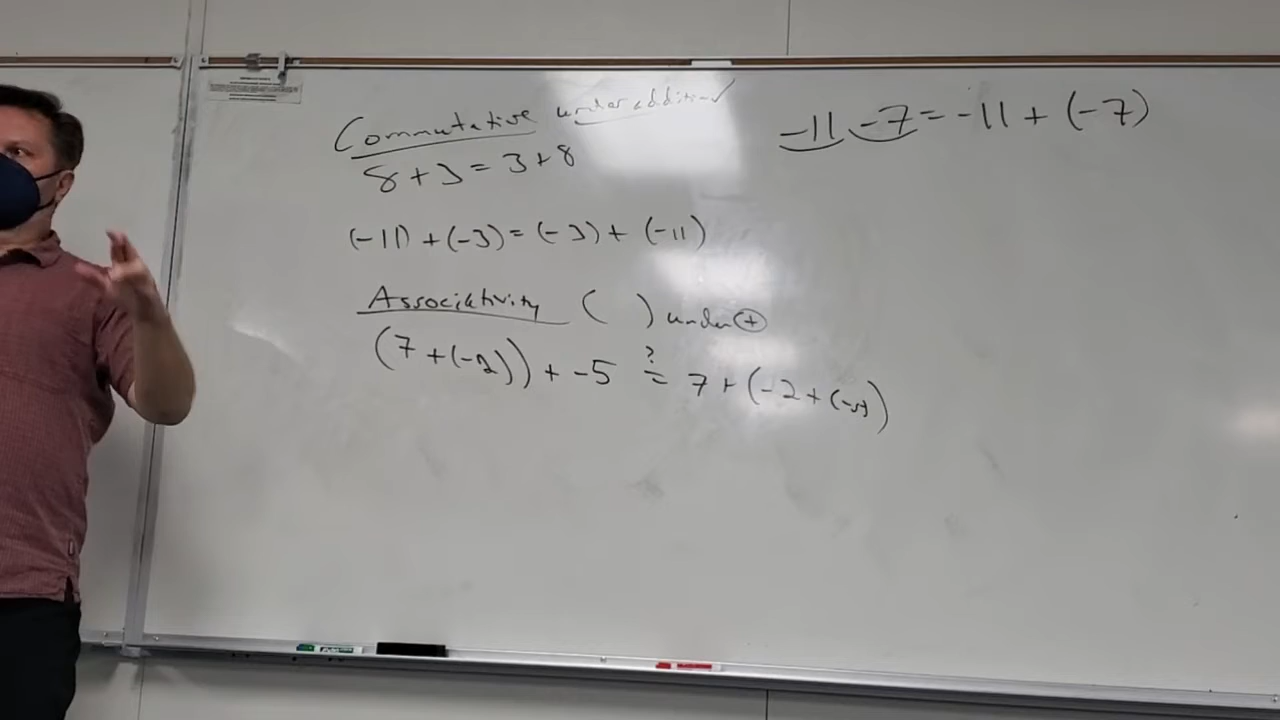 Commutative under addition ✓
8+3=3+8
(-11)+(-3)=(-3)+(-11)
Associativity ( ) under +
(7+(-2))+-5 ≟ 7+(-2+(-5))
-11-7=-11+(-7)